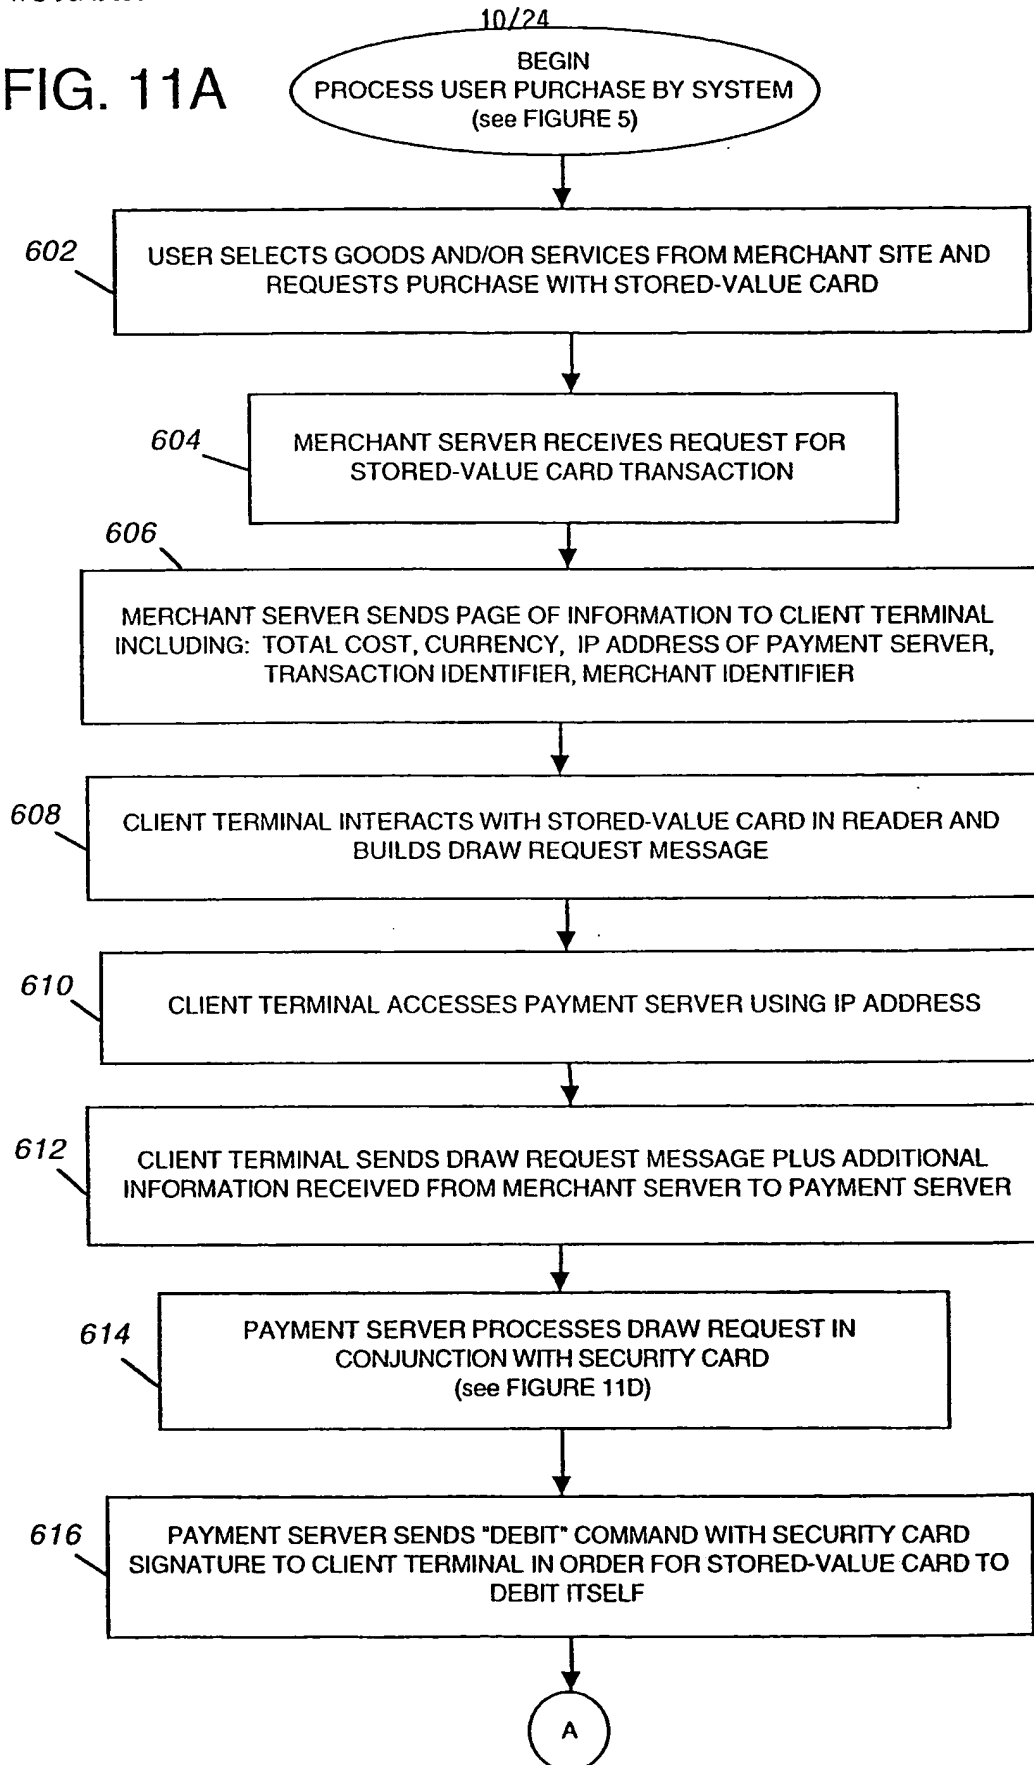 10/24
FIG. 11A
BEGIN
PROCESS USER PURCHASE BY SYSTEM
(see FIGURE 5)
602
USER SELECTS GOODS AND/OR SERVICES FROM MERCHANT SITE AND
REQUESTS PURCHASE WITH STORED-VALUE CARD
604
MERCHANT SERVER RECEIVES REQUEST FOR
STORED-VALUE CARD TRANSACTION
606
MERCHANT SERVER SENDS PAGE OF INFORMATION TO CLIENT TERMINAL
INCLUDING: TOTAL COST, CURRENCY, IP ADDRESS OF PAYMENT SERVER,
TRANSACTION IDENTIFIER, MERCHANT IDENTIFIER
608
CLIENT TERMINAL INTERACTS WITH STORED-VALUE CARD IN READER AND
BUILDS DRAW REQUEST MESSAGE
610
CLIENT TERMINAL ACCESSES PAYMENT SERVER USING IP ADDRESS
612
CLIENT TERMINAL SENDS DRAW REQUEST MESSAGE PLUS ADDITIONAL
INFORMATION RECEIVED FROM MERCHANT SERVER TO PAYMENT SERVER
614
PAYMENT SERVER PROCESSES DRAW REQUEST IN
CONJUNCTION WITH SECURITY CARD
(see FIGURE 11D)
616
PAYMENT SERVER SENDS "DEBIT" COMMAND WITH SECURITY CARD
SIGNATURE TO CLIENT TERMINAL IN ORDER FOR STORED-VALUE CARD TO
DEBIT ITSELF
A